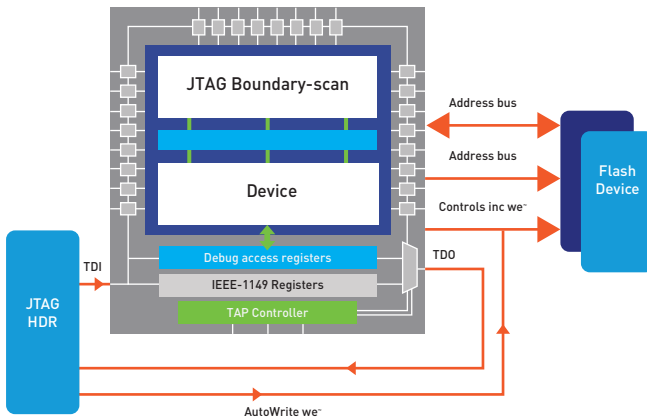 JTAG Boundary-scan
Device
Debug access registers
IEEE-1149 Registers
TAP Controller
JTAG
HDR
TDI
TDO
Address bus
Address bus
Controls inc we~
Flash
Device
AutoWrite we~